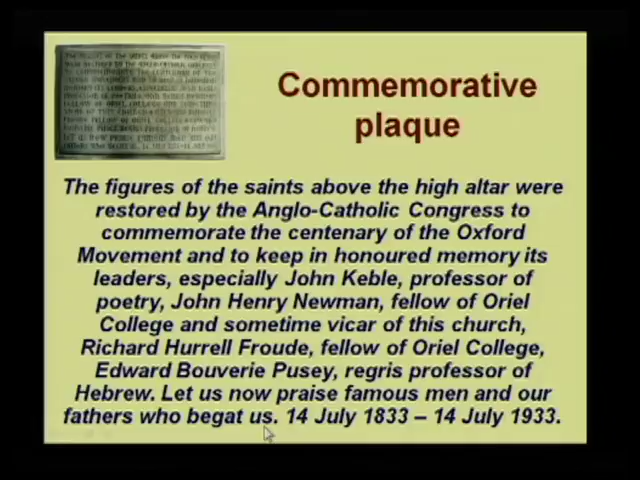 Commemorative
plaque
The figures of the saints above the high altar were
restored by the Anglo-Catholic Congress to
commemorate the centenary of the Oxford
Movement and to keep in honoured memory its
leaders, especially John Keble, professor of
poetry, John Henry Newman, fellow of Oriel
College and sometime vicar of this church,
Richard Hurrell Froude, fellow of Oriel College,
Edward Bouverie Pusey, regris professor of
Hebrew. Let us now praise famous men and our
fathers who begat us. 14 July 1833 – 14 July 1933.